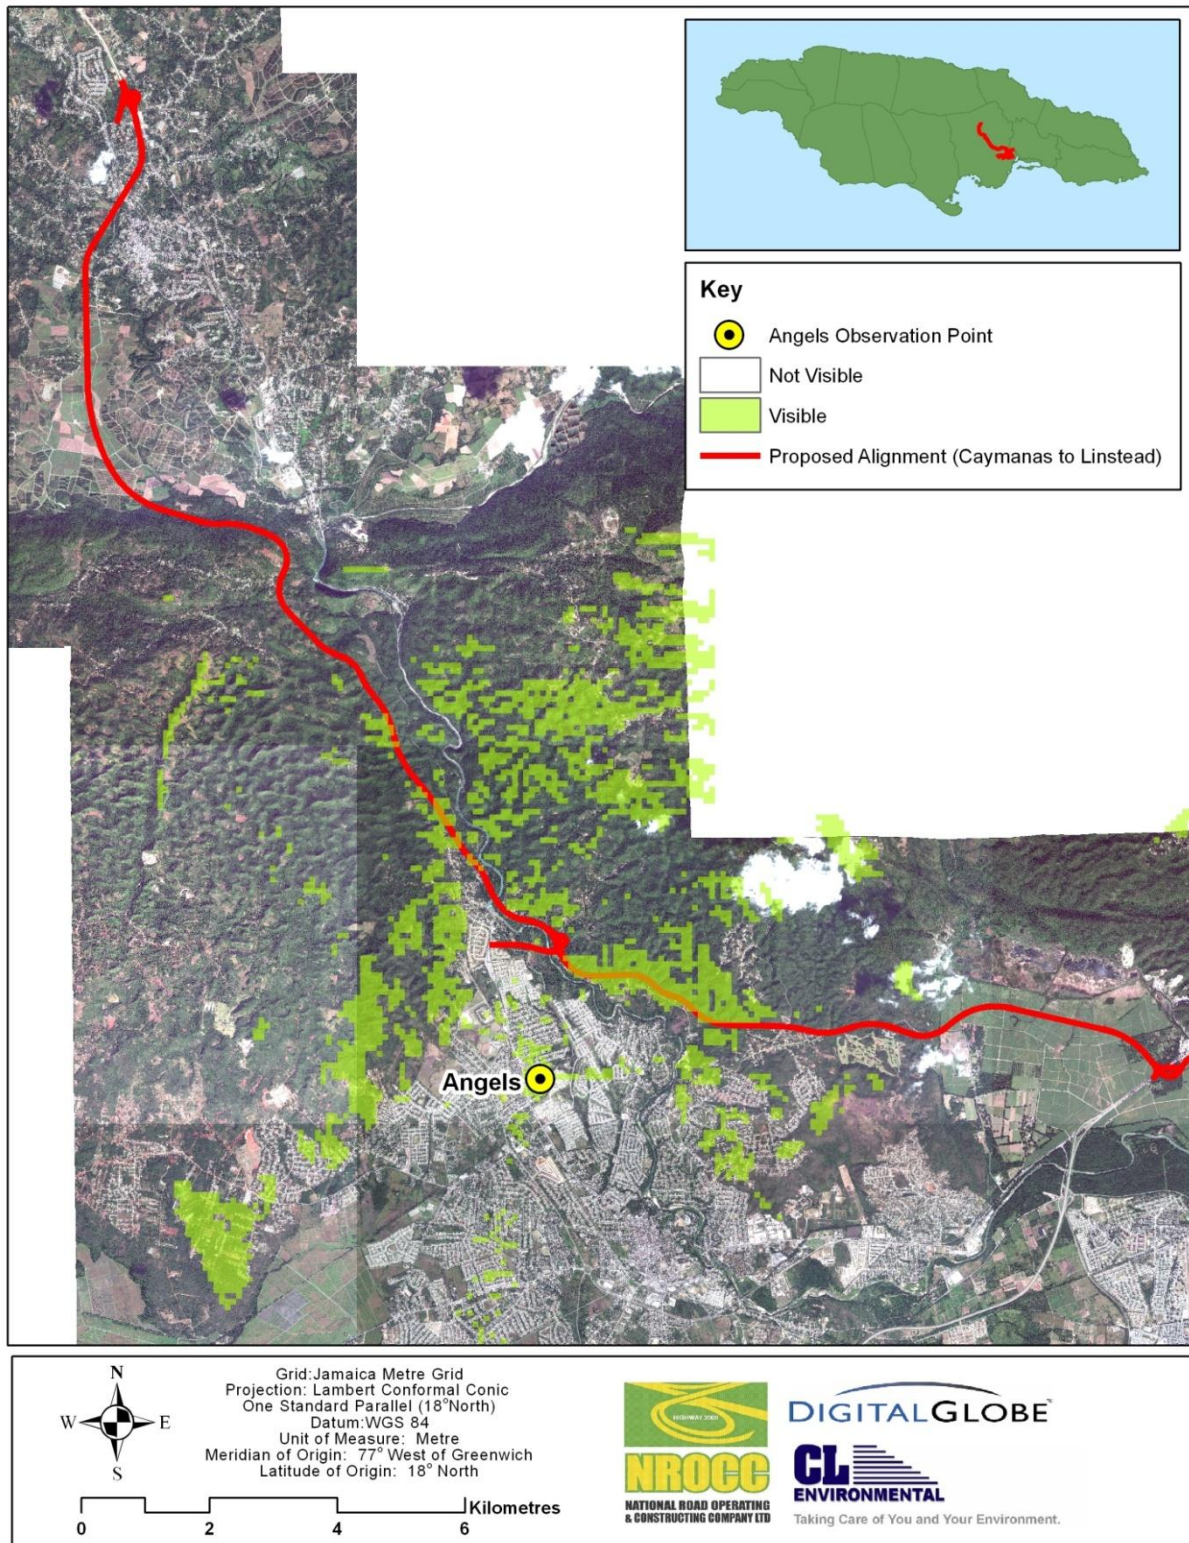 Key
Angels Observation Point
Not Visible
Visible
Proposed Alignment (Caymanas to Linstead)
Angels
N
W E
S
Grid:Jamaica Metre Grid
Projection: Lambert Conformal Conic
One Standard Parallel (18°North)
Datum:WGS 84
Unit of Measure: Metre
Meridian of Origin: 77° West of Greenwich
Latitude of Origin: 18° North
Kilometres
0 2 4 6
HIGHWAY 2000
NROCC
NATIONAL ROAD OPERATING
& CONSTRUCTING COMPANY LTD
DIGITALGLOBE™
CL
ENVIRONMENTAL
Taking Care of You and Your Environment.